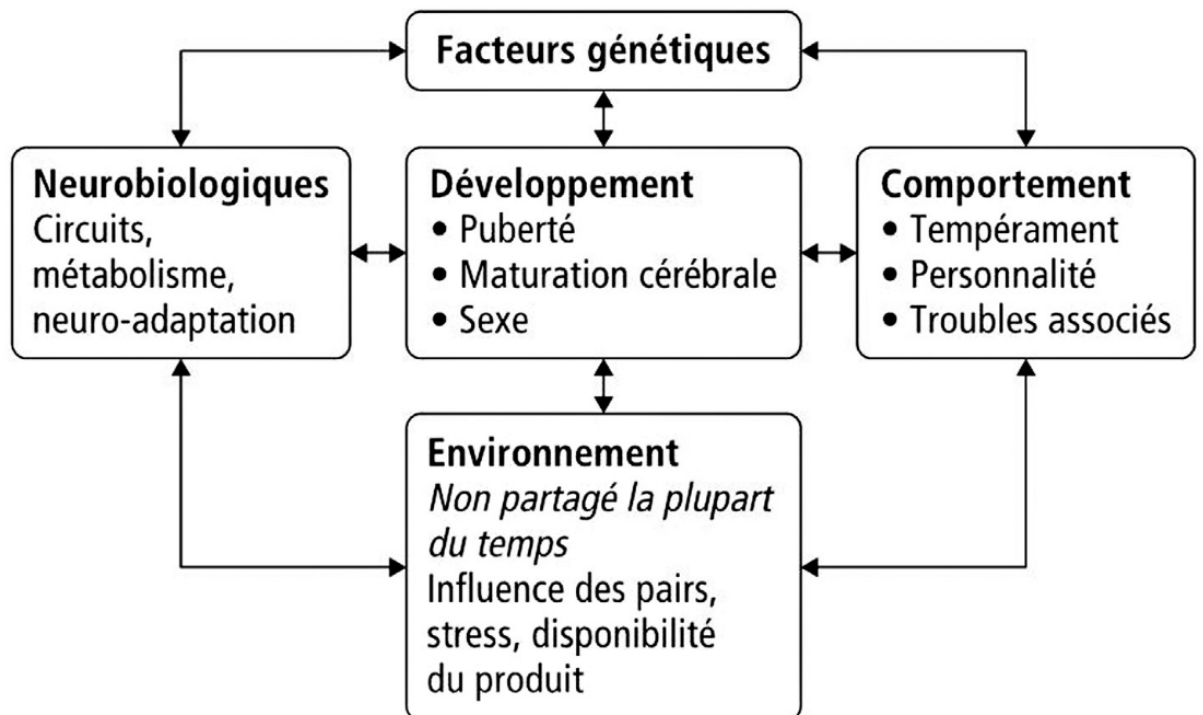 Facteurs génétiques
Neurobiologiques
Circuits,
métabolisme,
neuro-adaptation
Développement
• Puberté
• Maturation cérébrale
• Sexe
Comportement
• Tempérament
• Personnalité
• Troubles associés
Environnement
Non partagé la plupart
du temps
Influence des pairs,
stress, disponibilité
du produit